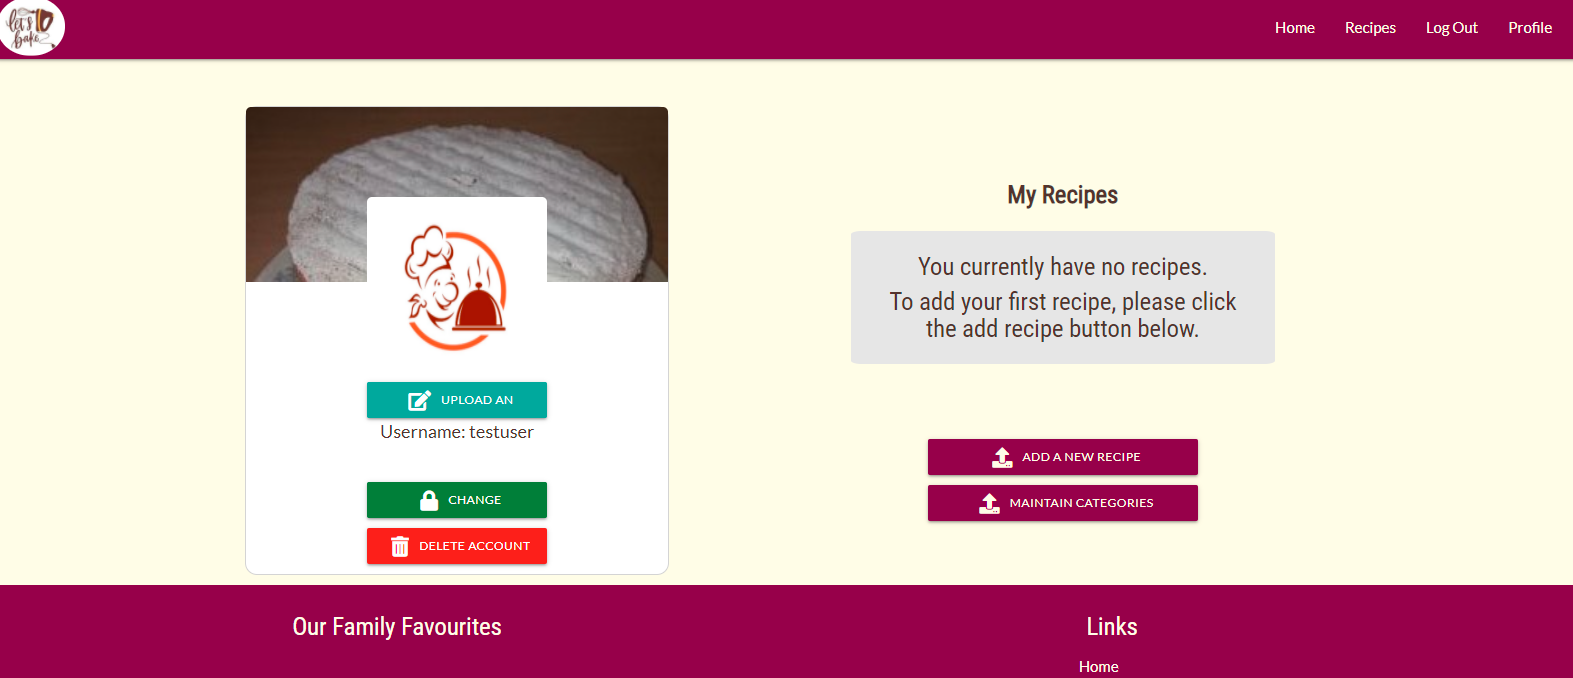 let's
bake
Home
Recipes
Log Out
Profile
UPLOAD AN
Username: testuser
CHANGE
DELETE ACCOUNT
My Recipes
You currently have no recipes.
To add your first recipe, please click
the add recipe button below.
ADD A NEW RECIPE
MAINTAIN CATEGORIES
Our Family Favourites
Links
Home